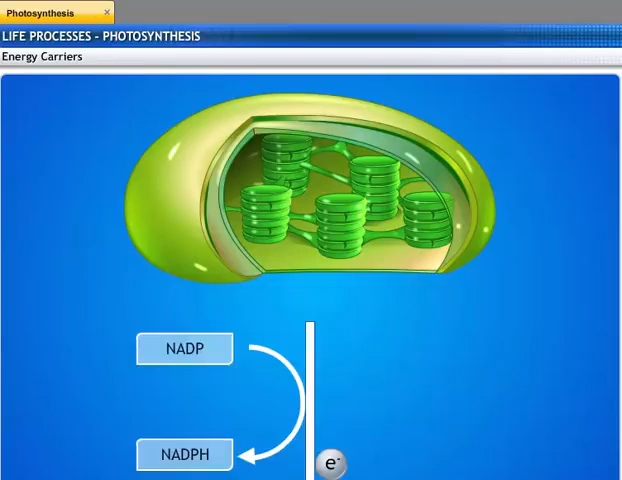 Photosynthesis
LIFE PROCESSES - PHOTOSYNTHESIS
Energy Carriers
NADP
NADPH
e-